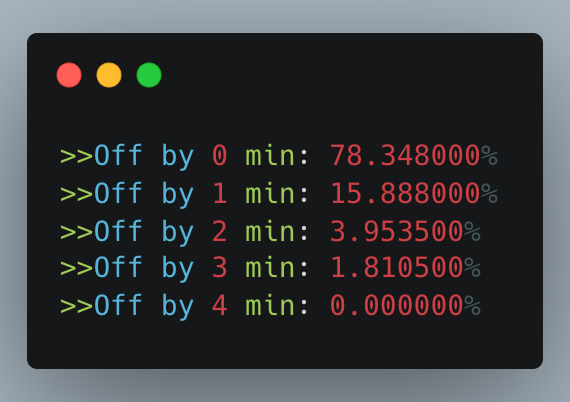 >>Off by 0 min: 78.348000%
>>Off by 1 min: 15.888000%
>>Off by 2 min: 3.953500%
>>Off by 3 min: 1.810500%
>>Off by 4 min: 0.000000%